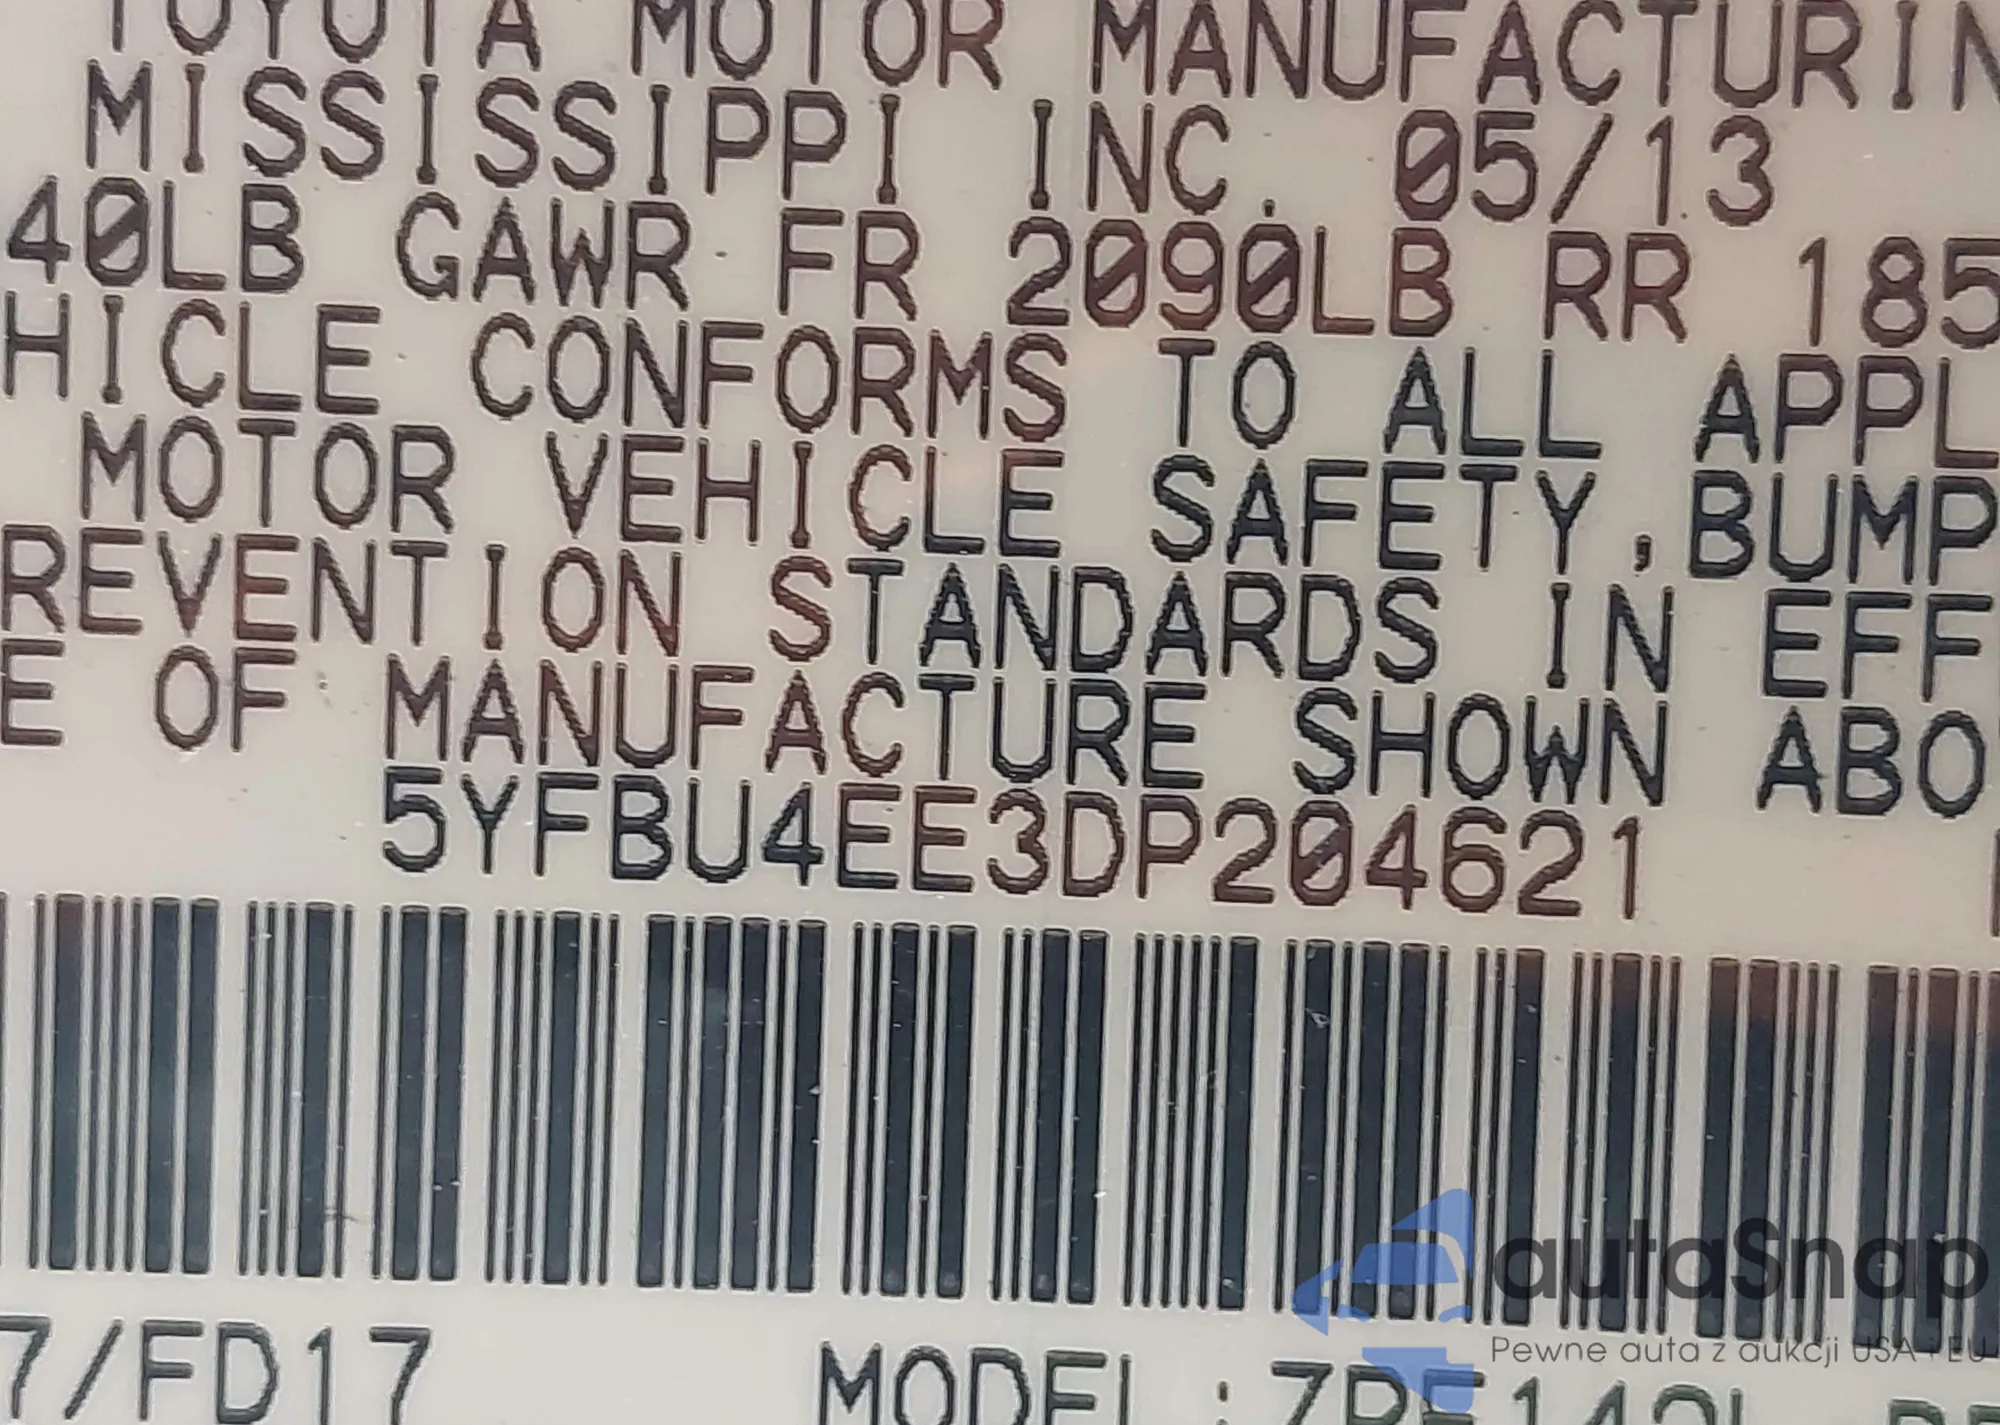 TOYOTA MOTOR MANUFACTURIN
MISSISSIPPI INC. 05/13
40LB GAWR FR 2090LB RR 185
HICLE CONFORMS TO ALL APPL
MOTOR VEHICLE SAFETY,BUMP
REVENTION STANDARDS IN EFF
E OF MANUFACTURE SHOWN ABO
5YFBU4EE3DP204621
7/FD17 MODEL:ZRE142L
autaSnap
Pewne auta z aukcji USA i EU